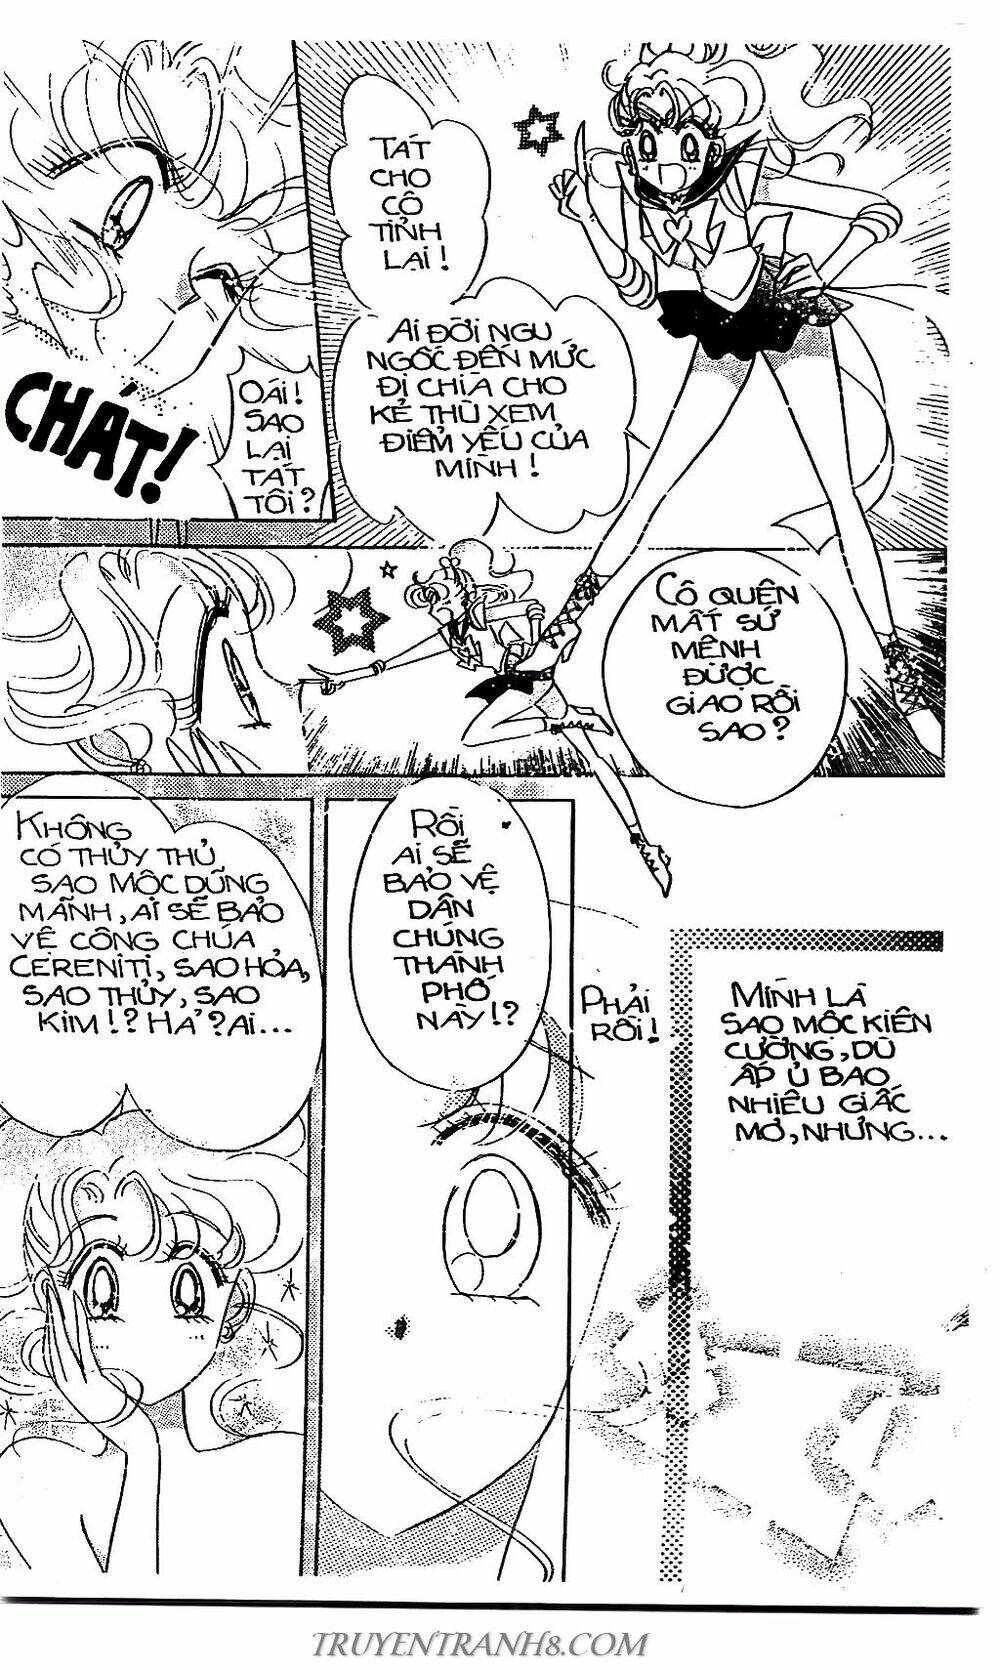 CHÁT!
OÁI!
SAO
LẠI
TÁT
TÔI?
TÁT
CHO
CÔ
TỈNH
LẠI!
AI ĐỜI NGU
NGỐC ĐẾN MỨC
ĐI CHÌA CHO
KẺ THÙ XEM
ĐIỂM YẾU CỦA
MÌNH!
CÔ QUÊN
MẤT SỨ
MỆNH
ĐƯỢC
GIAO RỒI
SAO?
KHÔNG
CÓ THỦY THỦ
SAO MỘC DŨNG
MÃNH, AI SẼ BẢO
VỆ CÔNG CHÚA
CERENITI, SAO HỎA,
SAO THỦY, SAO
KIM!? HẢ? AI...
RỒI
AI SẼ
BẢO VỆ
DÂN
CHÚNG
THÀNH
PHỐ
NÀY!?
PHẢI
RỒI!
MÌNH LÀ
SAO MỘC KIÊN
CƯỜNG, DÙ
ẤP Ủ BAO
NHIÊU GIẤC
MƠ, NHƯNG...
TRUYENTRANH8.COM